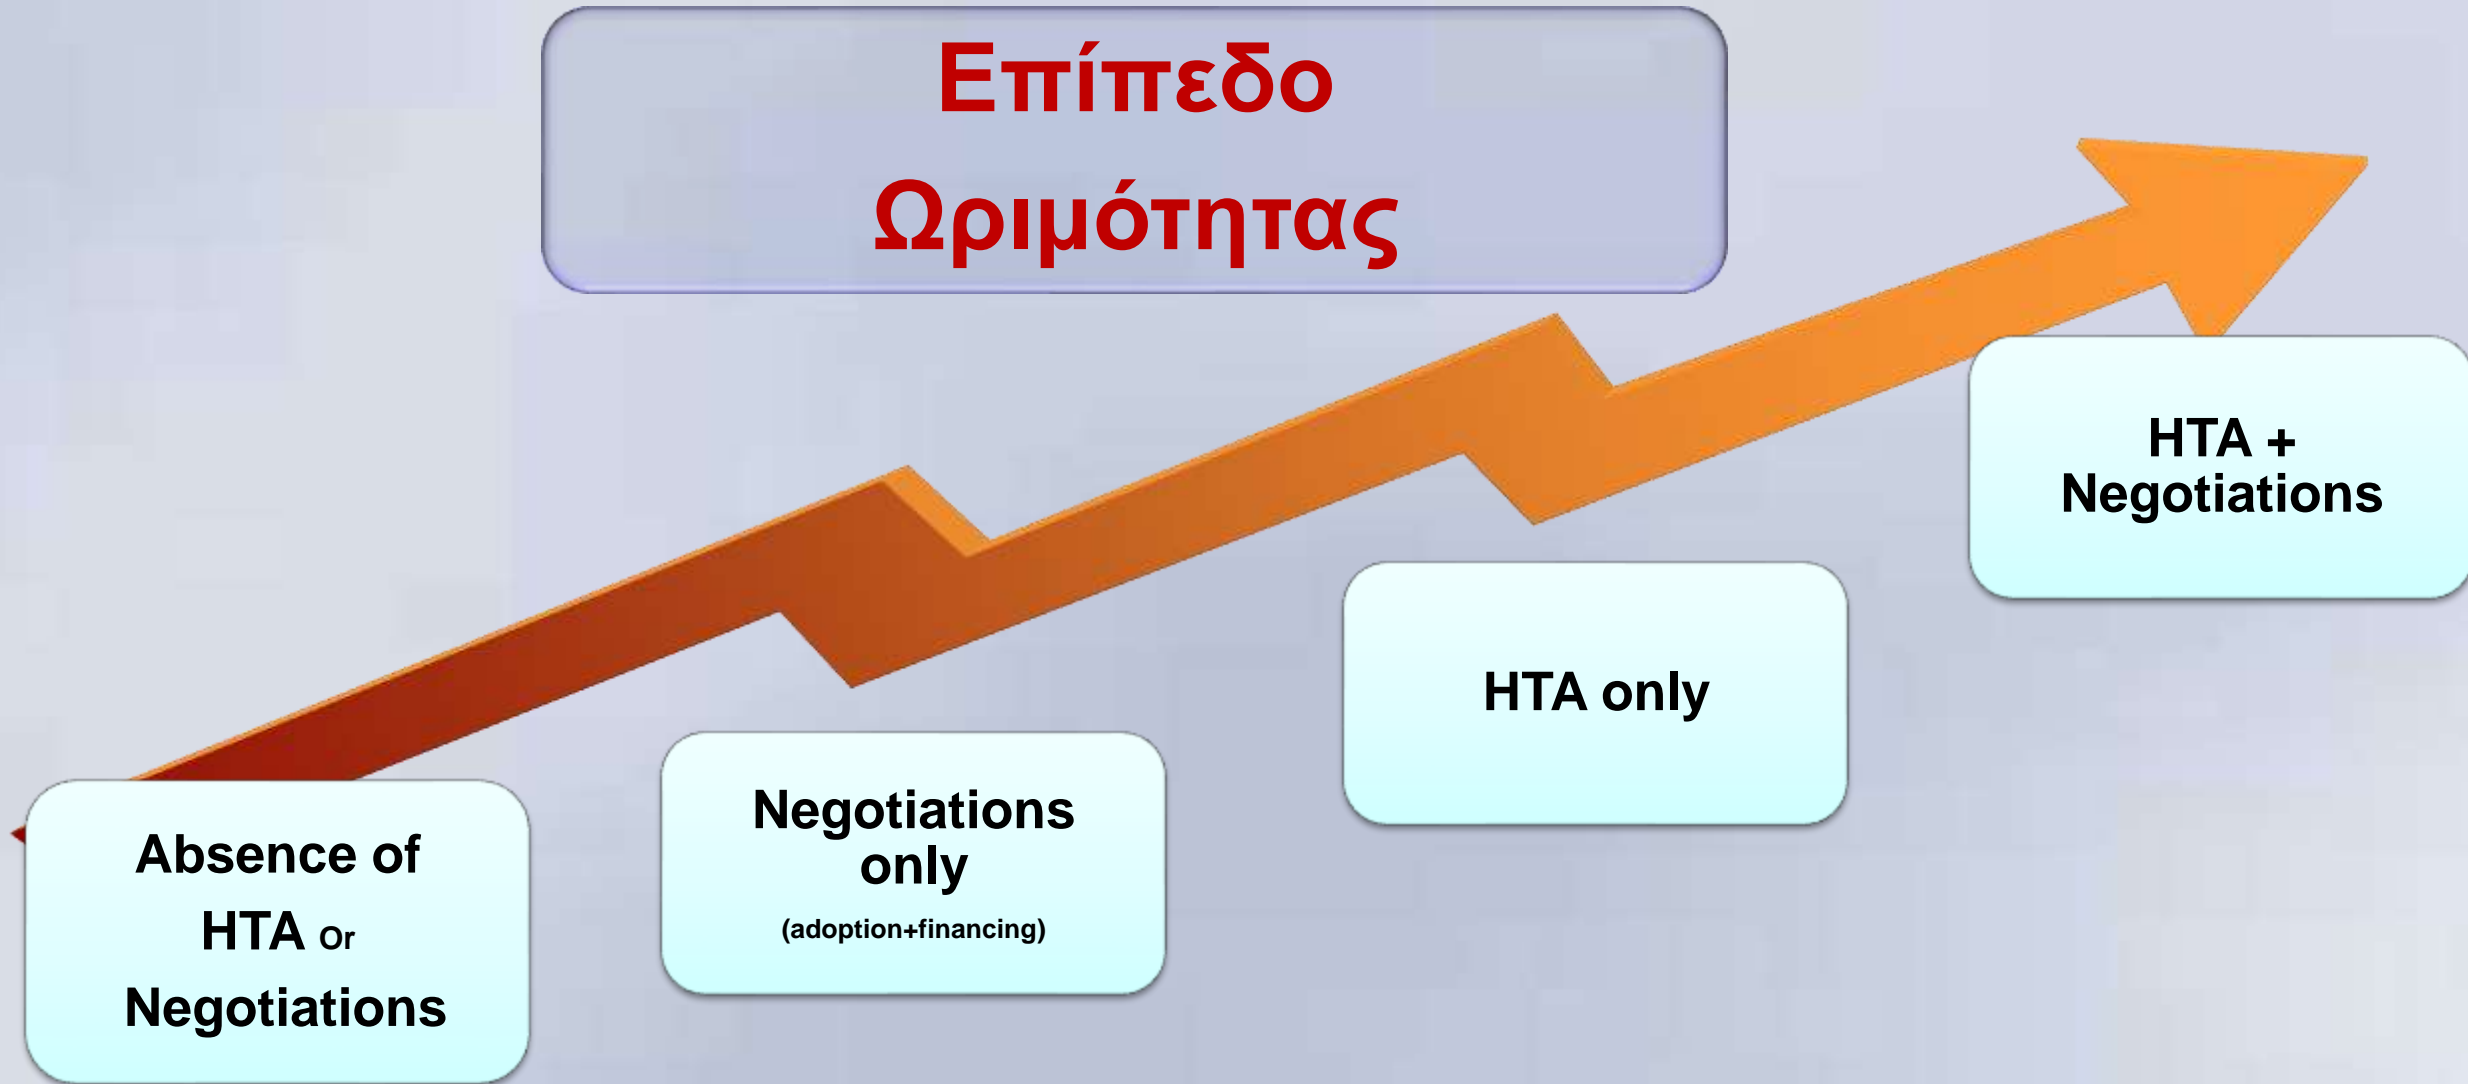 Επίπεδο
Ωριμότητας
HTA +
Negotiations
HTA only
Negotiations
only
(adoption+financing)
Absence of
HTA Or
Negotiations